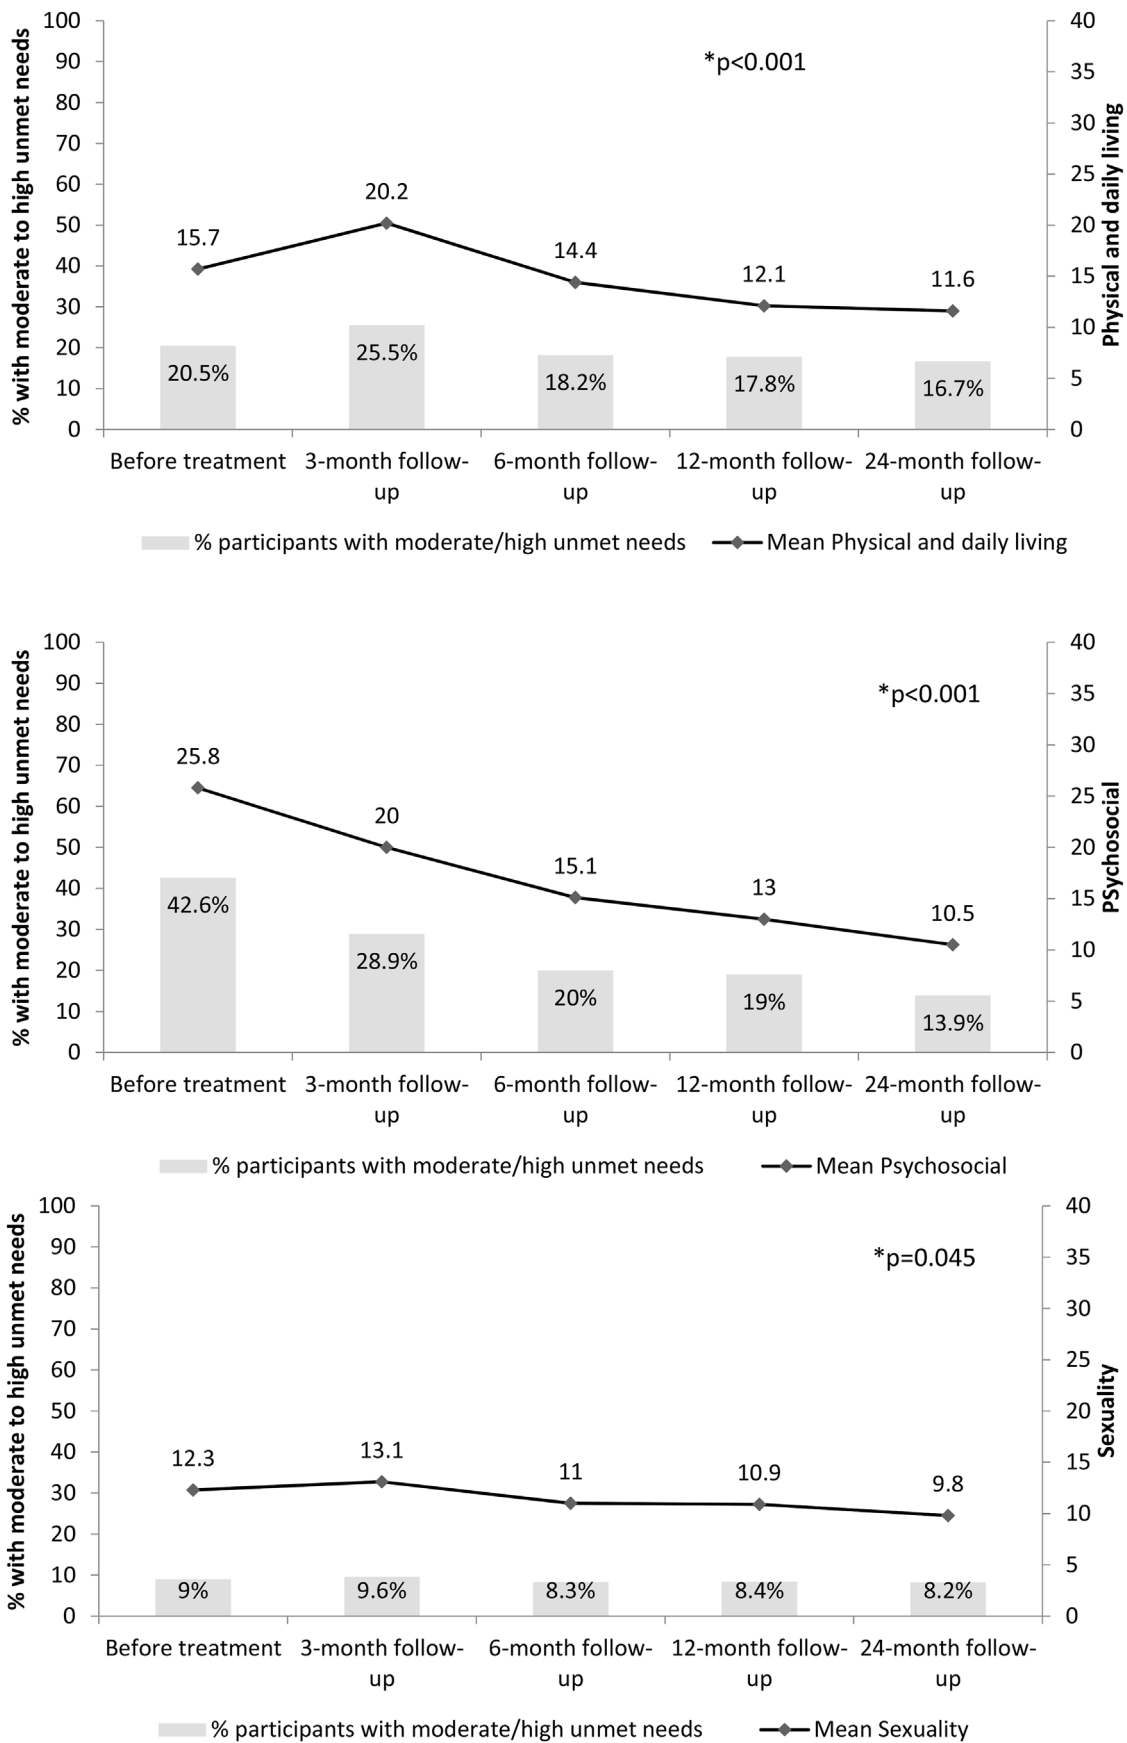 % with moderate to high unmet needs
100
90
80
70
60
50
40
30
20
10
0
*p<0.001
15.7
20.2
14.4
12.1
11.6
20.5%
25.5%
18.2%
17.8%
16.7%
40
35
30
25
20
15
10
5
0
Physical and daily living
Before treatment
3-month follow-
up
6-month follow-
up
12-month follow-
up
24-month follow-
up
% participants with moderate/high unmet needs
Mean Physical and daily living
% with moderate to high unmet needs
100
90
80
70
60
50
40
30
20
10
0
*p<0.001
25.8
20
15.1
13
10.5
42.6%
28.9%
20%
19%
13.9%
40
35
30
25
20
15
10
5
0
PSychosocial
Before treatment
3-month follow-
up
6-month follow-
up
12-month follow-
up
24-month follow-
up
% participants with moderate/high unmet needs
Mean Psychosocial
% with moderate to high unmet needs
100
90
80
70
60
50
40
30
20
10
0
*p=0.045
12.3
13.1
11
10.9
9.8
9%
9.6%
8.3%
8.4%
8.2%
40
35
30
25
20
15
10
5
0
Sexuality
Before treatment
3-month follow-
up
6-month follow-
up
12-month follow-
up
24-month follow-
up
% participants with moderate/high unmet needs
Mean Sexuality